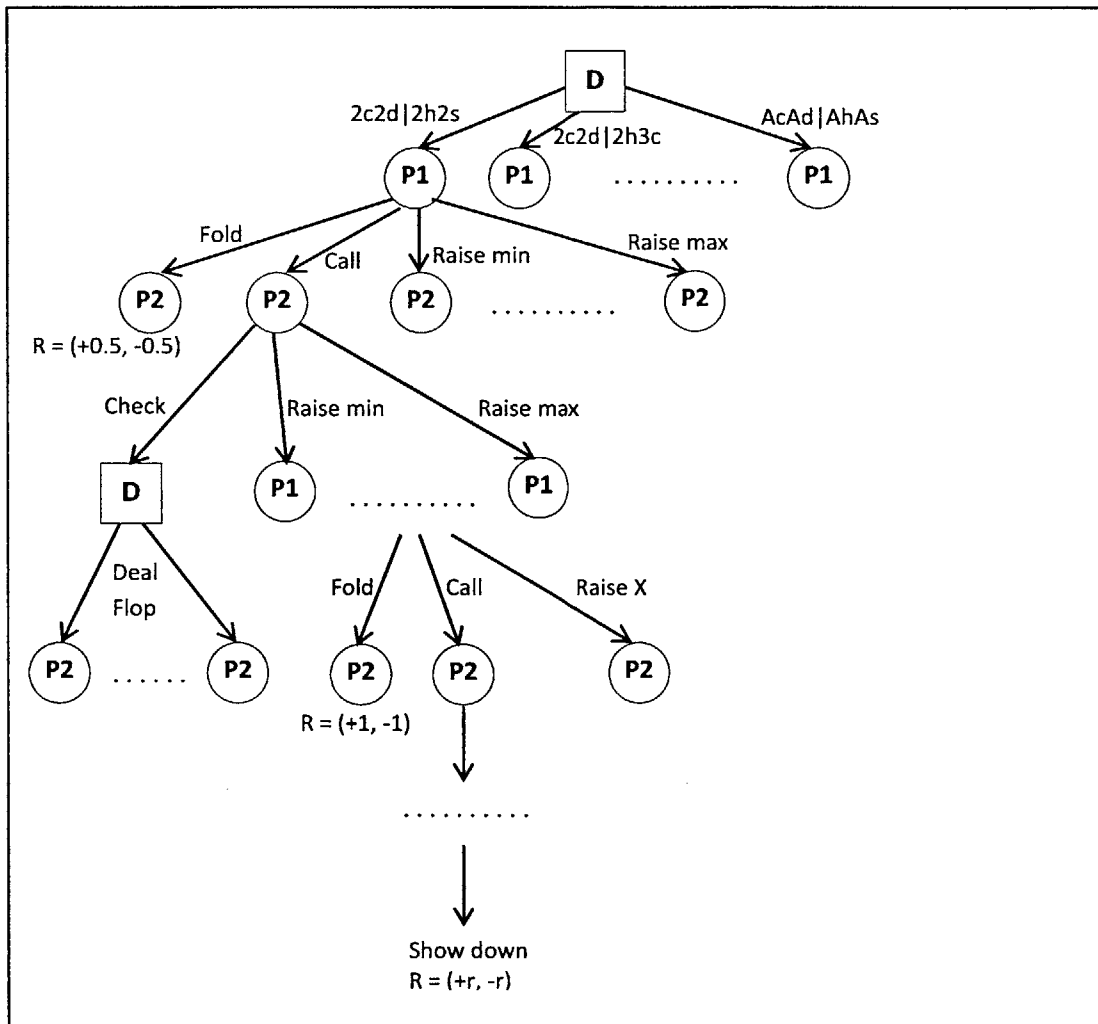 D
2c2d|2h2s
2c2d|2h3c
AcAd|AhAs
P1
P1
. . . . . . . . . .
P1
Fold
Call
Raise min
Raise max
P2
P2
P2
. . . . . . . . . .
P2
R = (+0.5, -0.5)
Check
Raise min
Raise max
D
P1
. . . . . . . . . .
P1
Deal
Flop
Fold
Call
Raise X
P2
. . . . . .
P2
P2
P2
P2
R = (+1, -1)
. . . . . . . . . .
Show down
R = (+r, -r)